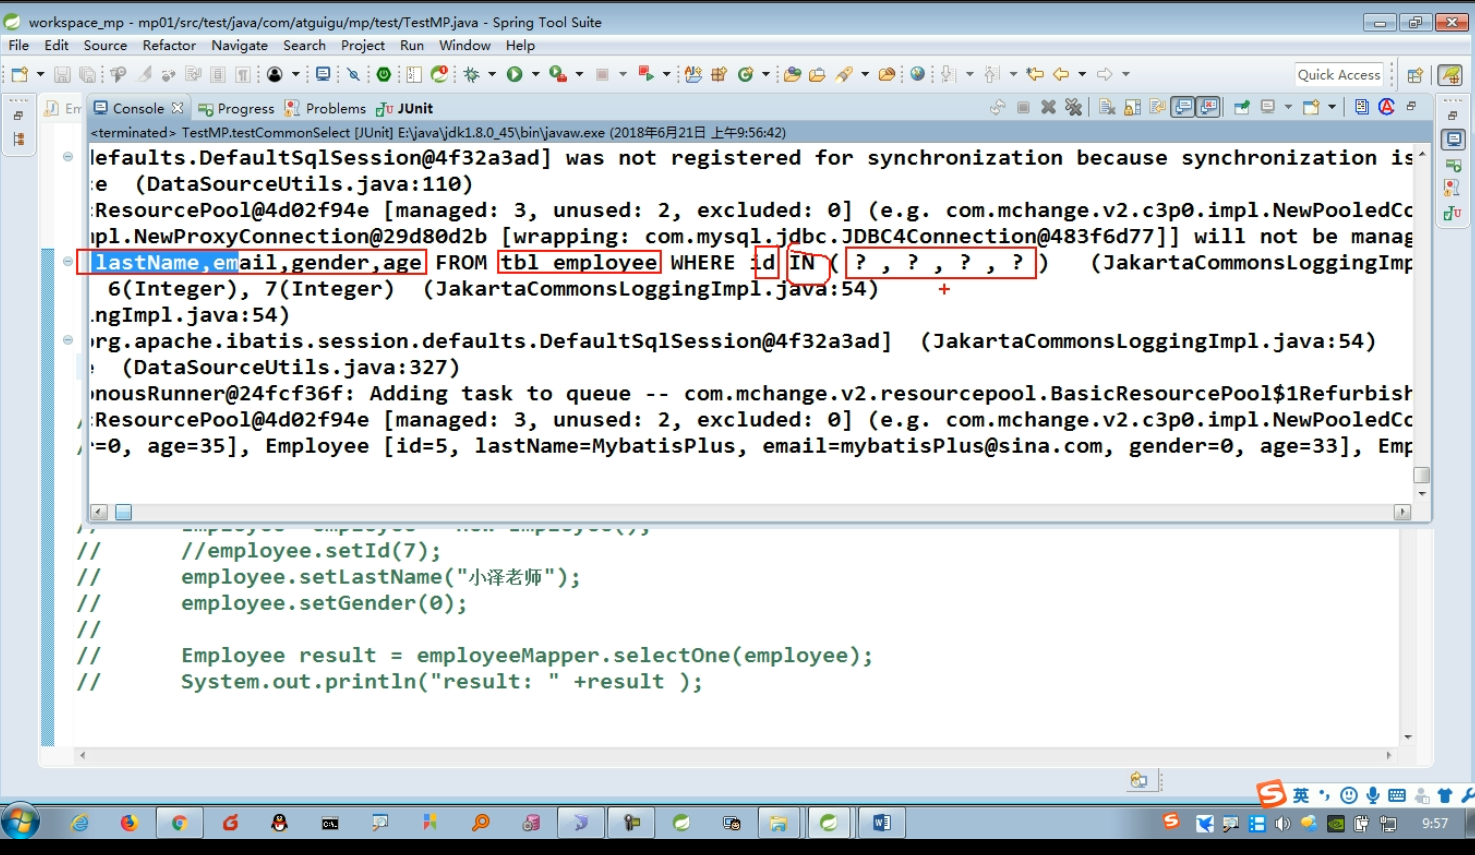 workspace_mp - mp01/src/test/java/com/atguigu/mp/test/TestMP.java - Spring Tool Suite
File Edit Source Refactor Navigate Search Project Run Window Help
Quick Access
Em Console Progress Problems JUnit
<terminated> TestMP.testCommonSelect [JUnit] E:\java\jdk1.8.0_45\bin\javaw.exe (2018年6月21日 上午9:56:42)
defaults.DefaultSqlSession@4f32a3ad] was not registered for synchronization because synchronization is
e (DataSourceUtils.java:110)
ResourcePool@4d02f94e [managed: 3, unused: 2, excluded: 0] (e.g. com.mchange.v2.c3p0.impl.NewPooledCo
mpl.NewProxyConnection@29d80d2b [wrapping: com.mysql.jdbc.JDBC4Connection@483f6d77]] will not be manag
lastName,email,gender,age FROM tbl_employee WHERE id IN ( ? , ? , ? , ? ) (JakartaCommonsLoggingImp
6(Integer), 7(Integer) (JakartaCommonsLoggingImpl.java:54)
ingImpl.java:54)
org.apache.ibatis.session.defaults.DefaultSqlSession@4f32a3ad] (JakartaCommonsLoggingImpl.java:54)
e (DataSourceUtils.java:327)
onousRunner@24fcf36f: Adding task to queue -- com.mchange.v2.resourcepool.BasicResourcePool$1Refurbish
cResourcePool@4d02f94e [managed: 3, unused: 2, excluded: 0] (e.g. com.mchange.v2.c3p0.impl.NewPooledCo
r=0, age=35], Employee [id=5, lastName=MybatisPlus, email=mybatisPlus@sina.com, gender=0, age=33], Emp
// Employee employee = new Employee();
// //employee.setId(7);
// employee.setLastName("小泽老师");
// employee.setGender(0);
//
// Employee result = employeeMapper.selectOne(employee);
// System.out.println("result: " +result );
英
9:57